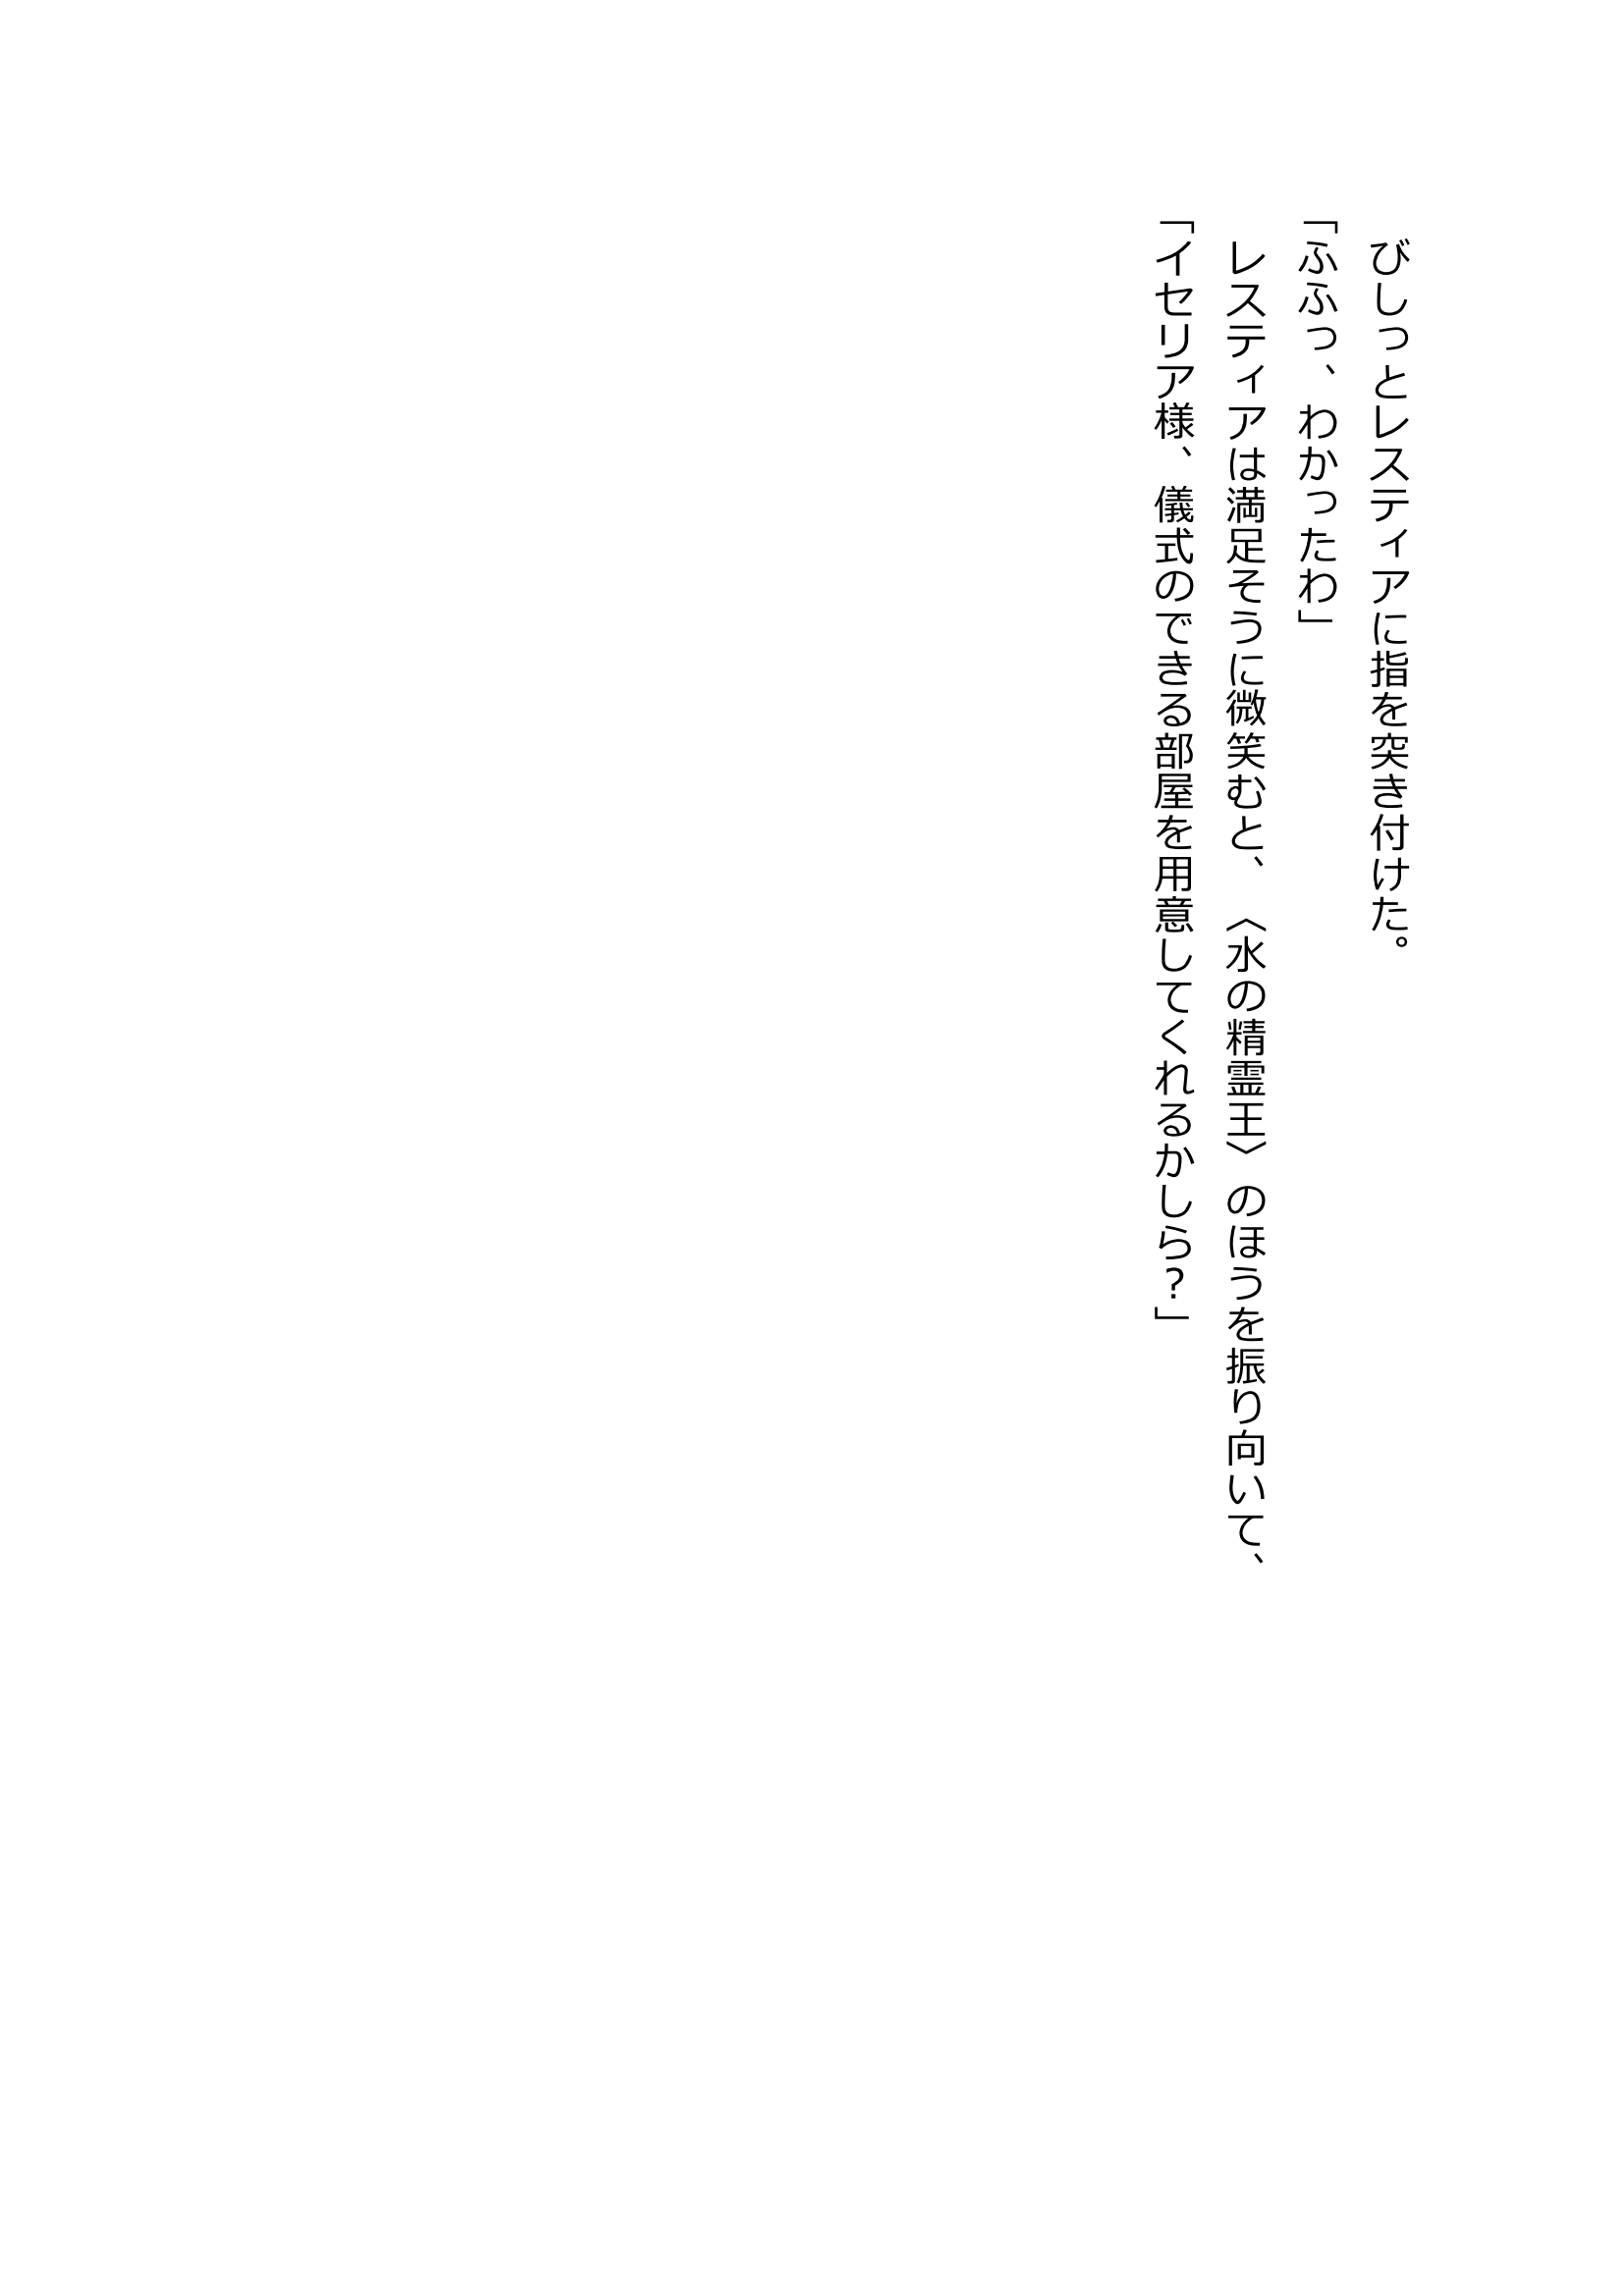 びしっとレスティアに指を突き付けた。
「ふふっ、わかったわ」
　レスティアは満足そうに微笑むと、〈水の精霊王〉のほうを振り向いて、
「イセリア様、儀式のできる部屋を用意してくれるかしら？」